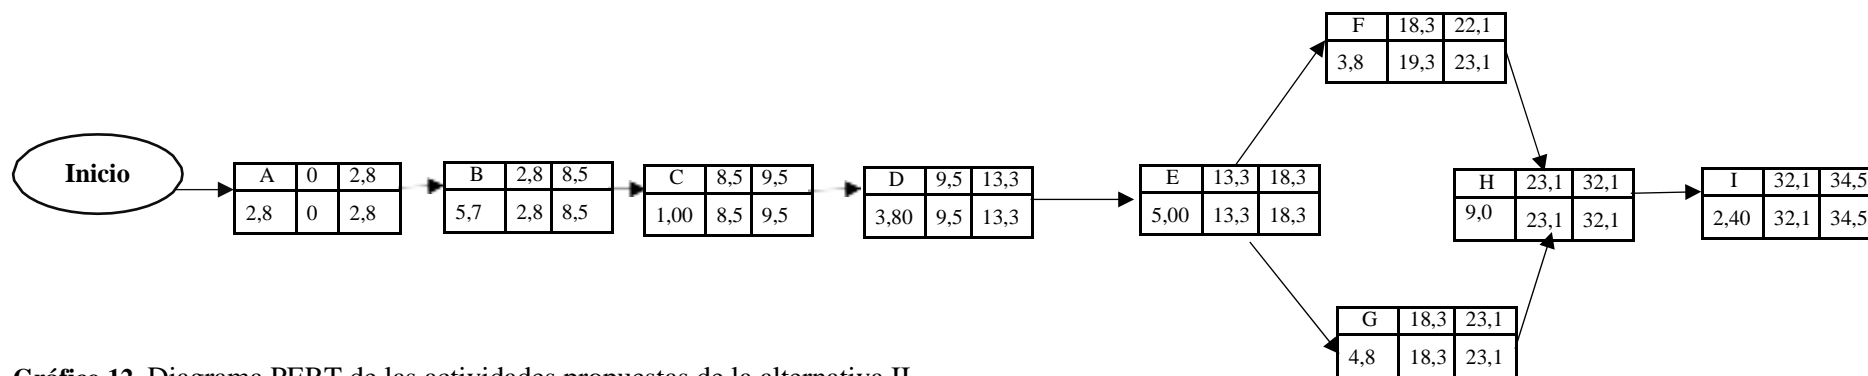 F 18,3 22,1
3,8 19,3 23,1
Inicio
A 0 2,8
2,8 0 2,8
B 2,8 8,5
5,7 2,8 8,5
C 8,5 9,5
1,00 8,5 9,5
D 9,5 13,3
3,80 9,5 13,3
E 13,3 18,3
5,00 13,3 18,3
H 23,1 32,1
9,0 23,1 32,1
I 32,1 34,5
2,40 32,1 34,5
G 18,3 23,1
4,8 18,3 23,1
Gráfico 12. Diagrama PERT de las actividades propuestas de la alternativa II